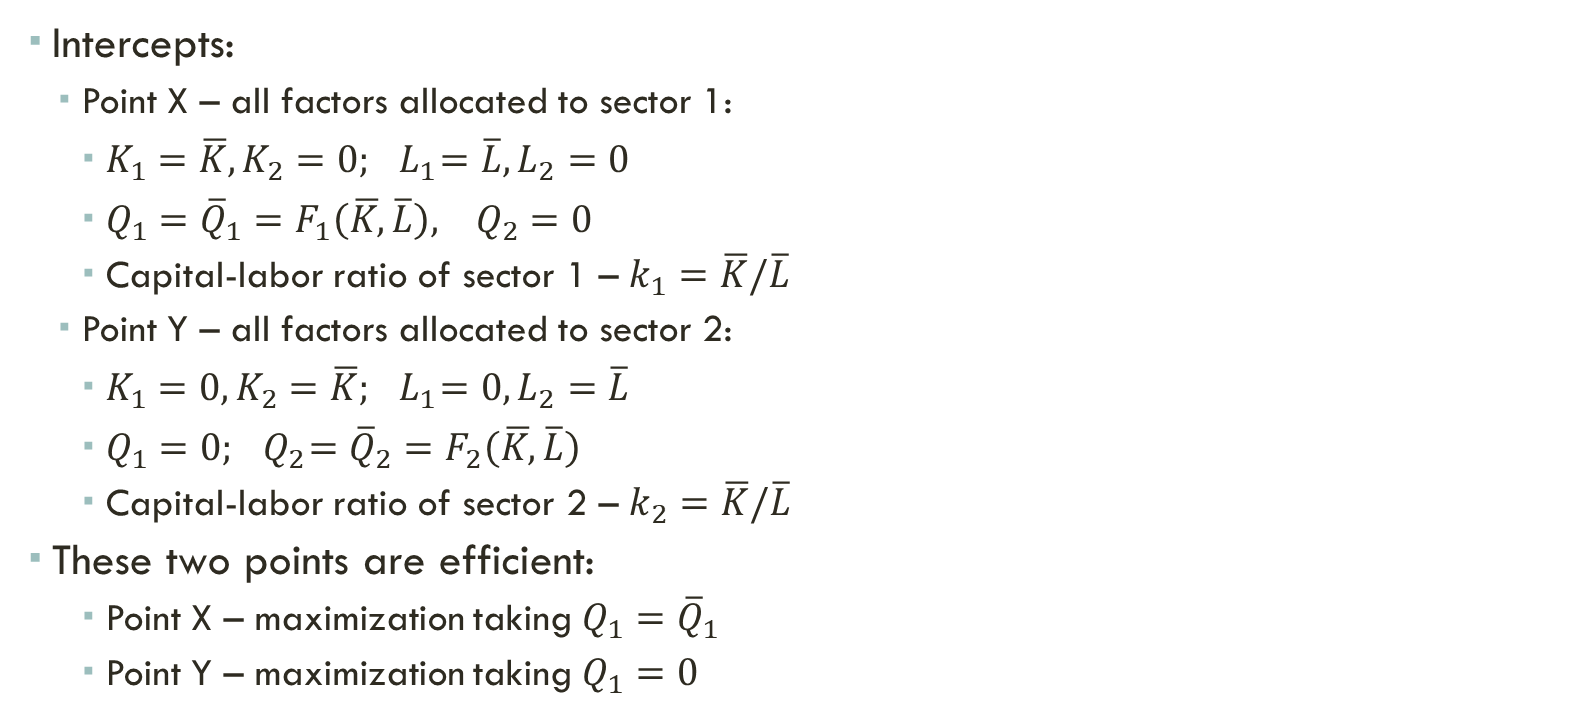 ▪ Intercepts:
▪ Point X – all factors allocated to sector 1:
▪ K₁ = K̅, K₂ = 0; L₁= L̅, L₂ = 0
▪ Q₁ = Q̅₁ = F₁(K̅, L̅), Q₂ = 0
▪ Capital-labor ratio of sector 1 – k₁ = K̅/L̅
▪ Point Y – all factors allocated to sector 2:
▪ K₁ = 0, K₂ = K̅; L₁= 0, L₂ = L̅
▪ Q₁ = 0; Q₂= Q̅₂ = F₂(K̅, L̅)
▪ Capital-labor ratio of sector 2 – k₂ = K̅/L̅
▪ These two points are efficient:
▪ Point X – maximization taking Q₁ = Q̅₁
▪ Point Y – maximization taking Q₁ = 0